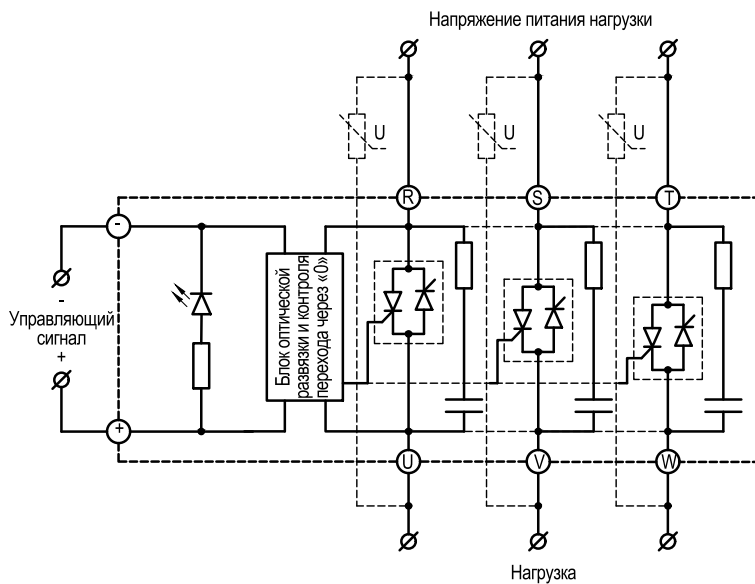 Напряжение питания нагрузки
U
U
U
R
S
T
-
-
Управляющий
сигнал
+
+
Блок оптической
развязки и контроля
перехода через «0»
U
V
W
Нагрузка